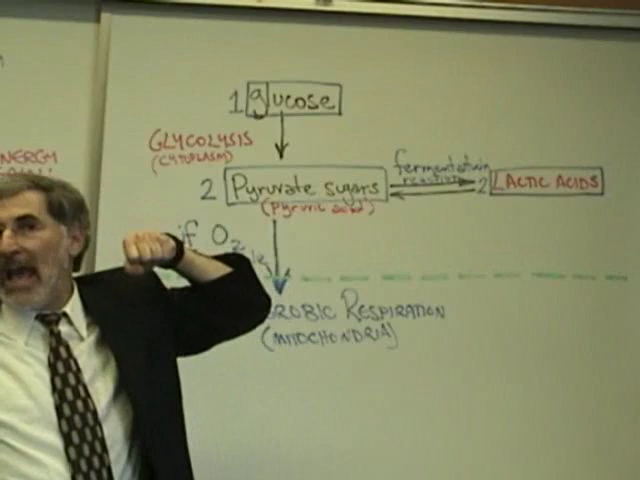 1 glucose
GLYCOLYSIS
(CYTOPLASM)
NERGY
fermentation
reaction
2 Pyruvate sugars
2 LACTIC ACIDS
(Pyruvic acid)
if O2
ROBIC RESPIRATION
(MITOCHONDRIA)